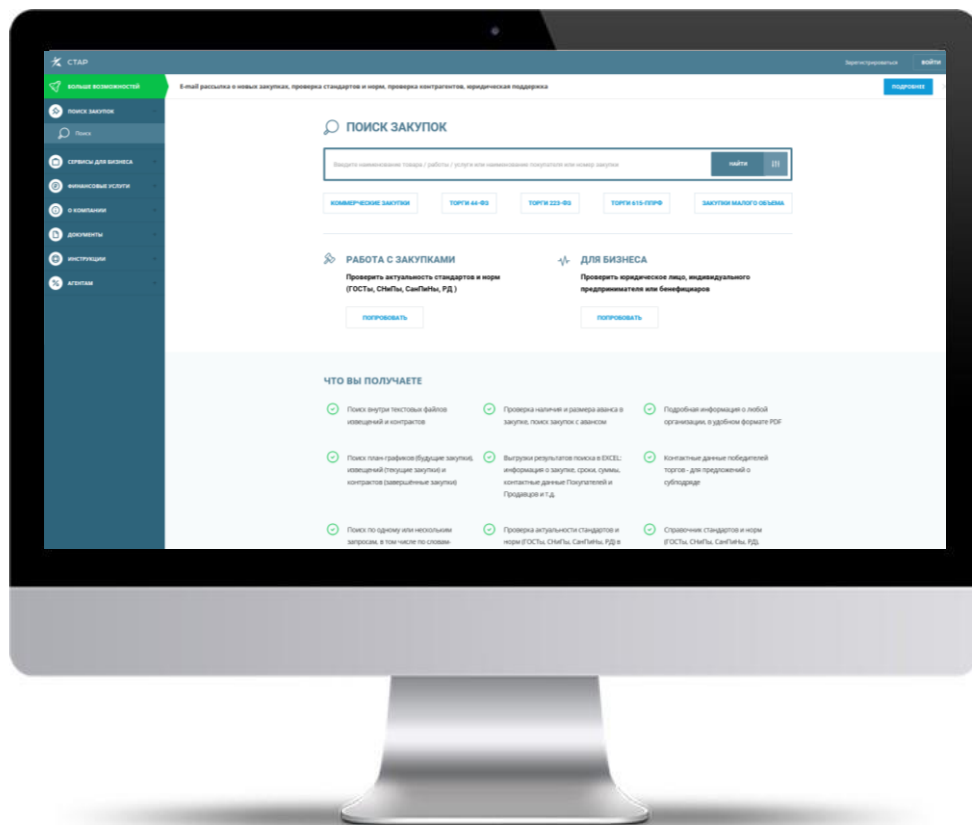 СТАР
Зарегистрироваться
ВОЙТИ
БОЛЬШЕ ВОЗМОЖНОСТЕЙ
E-mail рассылка о новых закупках, проверка стандартов и норм, проверка контрагентов, юридическая поддержка
ПОДРОБНЕЕ
ПОИСК ЗАКУПОК
Поиск
СЕРВИСЫ ДЛЯ БИЗНЕСА
ФИНАНСОВЫЕ УСЛУГИ
О КОМПАНИИ
ДОКУМЕНТЫ
ИНСТРУКЦИИ
АГЕНТАМ
ПОИСК ЗАКУПОК
Введите наименование товара / работы / услуги или наименование покупателя или номер закупки
НАЙТИ
КОММЕРЧЕСКИЕ ЗАКУПКИ
ТОРГИ 44-ФЗ
ТОРГИ 223-ФЗ
ТОРГИ 615-ППРФ
ЗАКУПКИ МАЛОГО ОБЪЕМА
РАБОТА С ЗАКУПКАМИ
Проверить актуальность стандартов и норм
(ГОСТы, СНиПы, СанПиНы, РД )
ПОПРОБОВАТЬ
ДЛЯ БИЗНЕСА
Проверить юридическое лицо, индивидуального
предпринимателя или бенефициаров
ПОПРОБОВАТЬ
ЧТО ВЫ ПОЛУЧАЕТЕ
Поиск внутри текстовых файлов
извещений и контрактов
Проверка наличия и размера аванса в
закупке, поиск закупок с авансом
Подробная информация о любой
организации, в удобном формате PDF
Поиск план-графиков (будущие закупки),
извещений (текущие закупки) и
контрактов (завершённые закупки)
Выгрузки результатов поиска в EXCEL:
информация о закупке, сроки, суммы,
контактные данные Покупателей и
Продавцов и т.д.
Контактные данные победителей
торгов - для предложений о
субподряде
Поиск по одному или нескольким
запросам, в том числе по словам-
Проверка актуальности стандартов и
норм (ГОСТы, СНиПы, СанПиНы, РД) в
Справочник стандартов и норм
(ГОСТы, СНиПы, СанПиНы, РД),